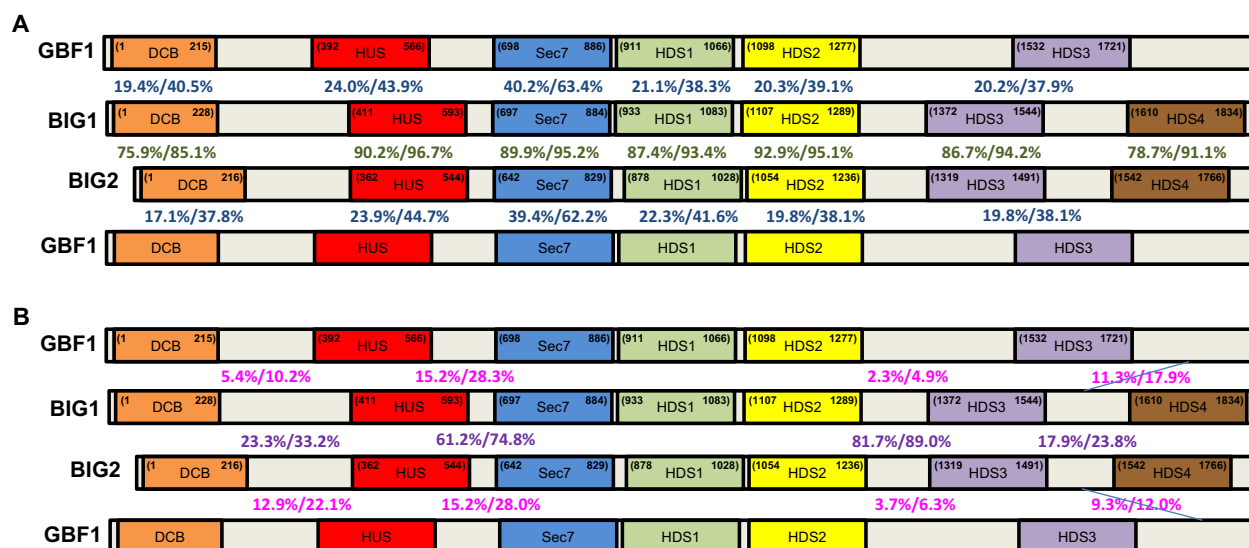 A
GBF1 (1 DCB 215) (392 HUS 566) (698 Sec7 886) (911 HDS1 1066) (1098 HDS2 1277) (1532 HDS3 1721)
19.4%/40.5% 24.0%/43.9% 40.2%/63.4% 21.1%/38.3% 20.3%/39.1% 20.2%/37.9%
BIG1 (1 DCB 228) (411 HUS 593) (697 Sec7 884) (933 HDS1 1083) (1107 HDS2 1289) (1372 HDS3 1544) (1610 HDS4 1834)
75.9%/85.1% 90.2%/96.7% 89.9%/95.2% 87.4%/93.4% 92.9%/95.1% 86.7%/94.2% 78.7%/91.1%
BIG2 (1 DCB 216) (362 HUS 544) (642 Sec7 829) (878 HDS1 1028) (1054 HDS2 1236) (1319 HDS3 1491) (1542 HDS4 1766)
17.1%/37.8% 23.9%/44.7% 39.4%/62.2% 22.3%/41.6% 19.8%/38.1% 19.8%/38.1%
GBF1 DCB HUS Sec7 HDS1 HDS2 HDS3
B
GBF1 (1 DCB 215) (392 HUS 566) (698 Sec7 886) (911 HDS1 1066) (1098 HDS2 1277) (1532 HDS3 1721)
5.4%/10.2% 15.2%/28.3% 2.3%/4.9% 11.3%/17.9%
BIG1 (1 DCB 228) (411 HUS 593) (697 Sec7 884) (933 HDS1 1083) (1107 HDS2 1289) (1372 HDS3 1544) (1610 HDS4 1834)
23.3%/33.2% 61.2%/74.8% 81.7%/89.0% 17.9%/23.8%
BIG2 (1 DCB 216) (362 HUS 544) (642 Sec7 829) (878 HDS1 1028) (1054 HDS2 1236) (1319 HDS3 1491) (1542 HDS4 1766)
12.9%/22.1% 15.2%/28.0% 3.7%/6.3% 9.3%/12.0%
GBF1 DCB HUS Sec7 HDS1 HDS2 HDS3